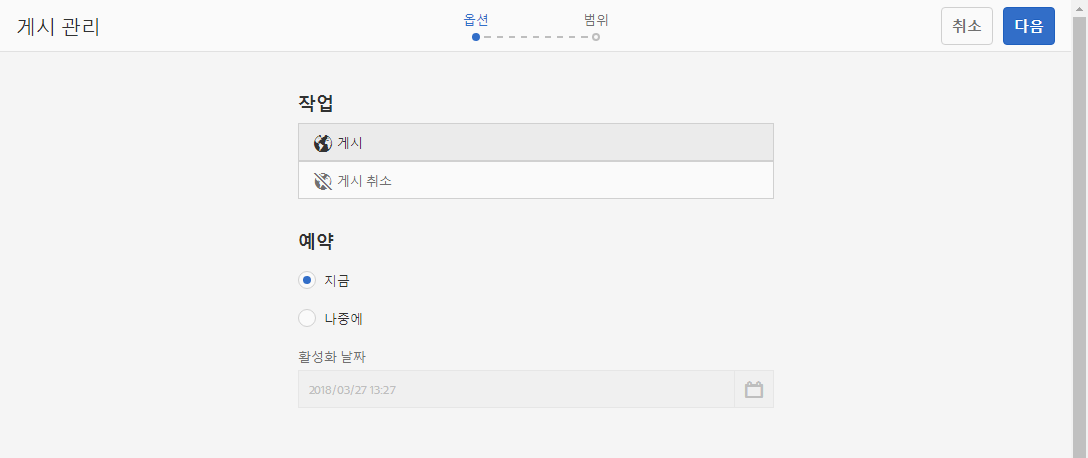 게시 관리
옵션
범위
취소
다음
작업
게시
게시 취소
예약
지금
나중에
활성화 날짜
2018/03/27 13:27